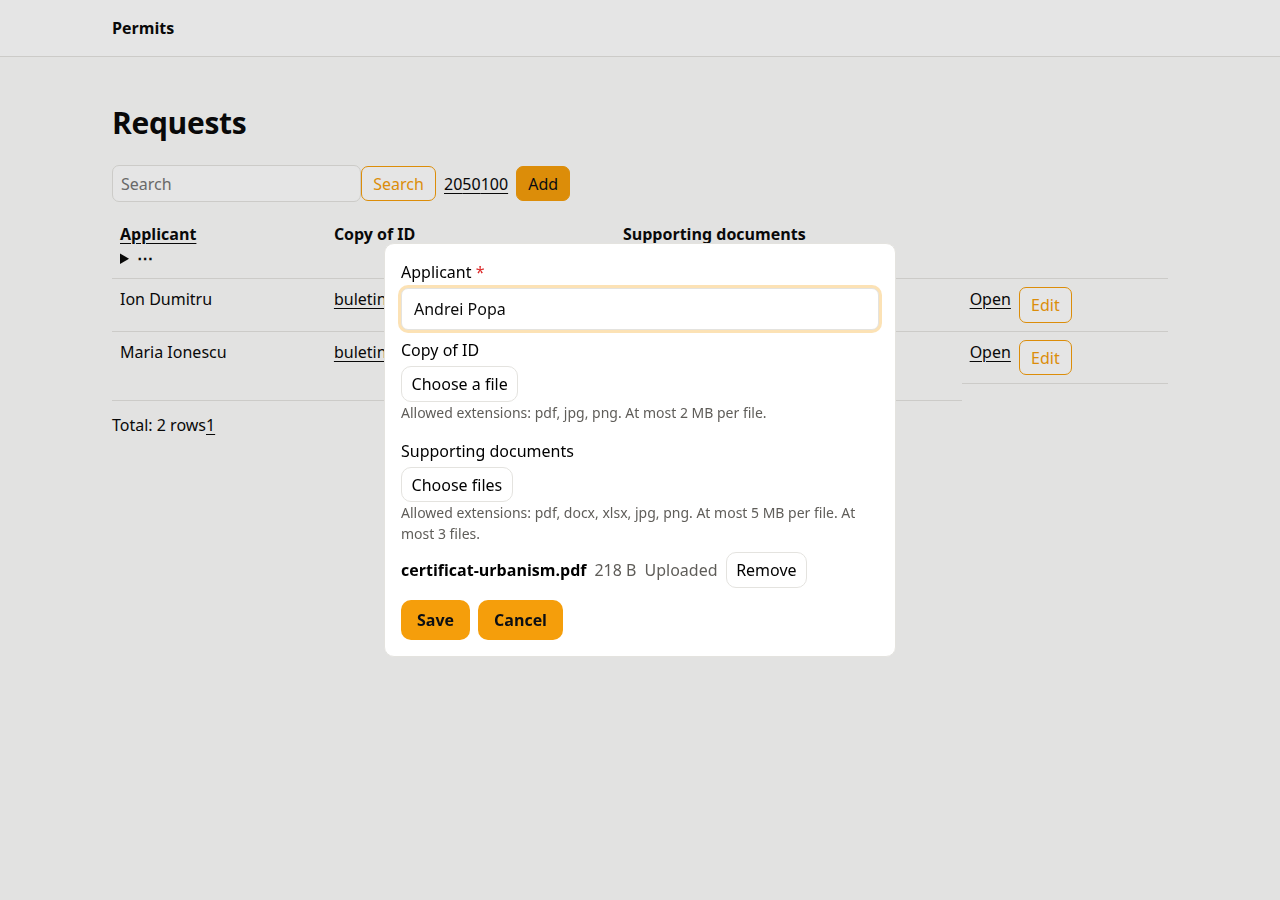 Permits
Requests
Search Search 2050100 Add
Applicant Copy of ID Supporting documents
...
Ion Dumitru buletin Open Edit
Maria Ionescu buletin Open Edit
Total: 2 rows1
Applicant *
Andrei Popa
Copy of ID
Choose a file
Allowed extensions: pdf, jpg, png. At most 2 MB per file.
Supporting documents
Choose files
Allowed extensions: pdf, docx, xlsx, jpg, png. At most 5 MB per file. At
most 3 files.
certificat-urbanism.pdf 218 B Uploaded Remove
Save Cancel